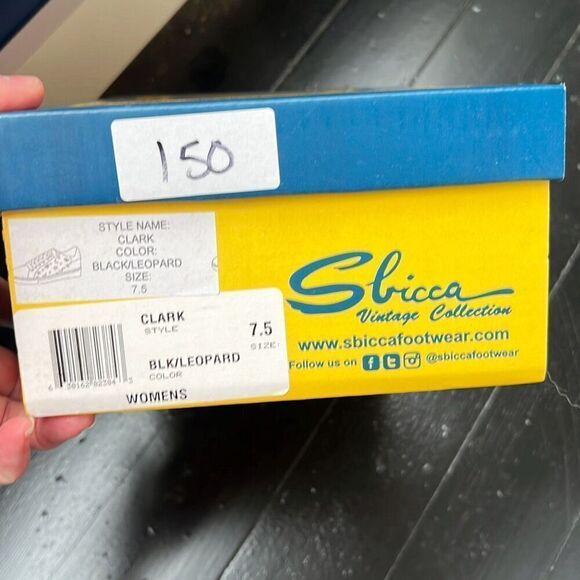 150
STYLE NAME:
CLARK
COLOR:
BLACK/LEOPARD
SIZE:
7.5
CLARK
STYLE
7.5
SIZE:
BLK/LEOPARD
COLOR
WOMENS
Sbicca
Vintage Collection
www.sbiccafootwear.com
Follow us on f t @sbiccafootwear